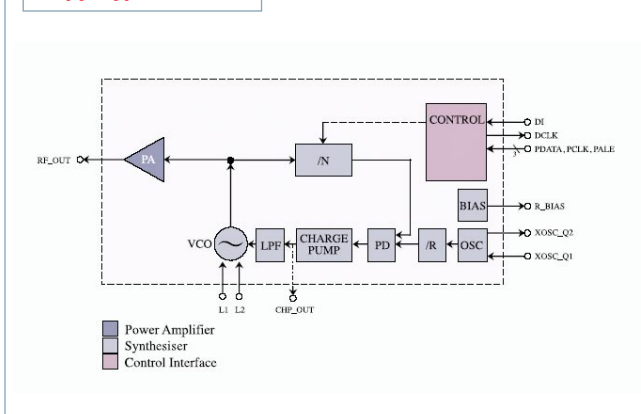 CONTROL
DI
DCLK
PDATA, PCLK, PALE
3
RF_OUT
PA
/N
BIAS
R_BIAS
VCO
LPF
CHARGE
PUMP
PD
/R
OSC
XOSC_Q2
XOSC_Q1
L1 L2
CHP_OUT
Power Amplifier
Synthesiser
Control Interface